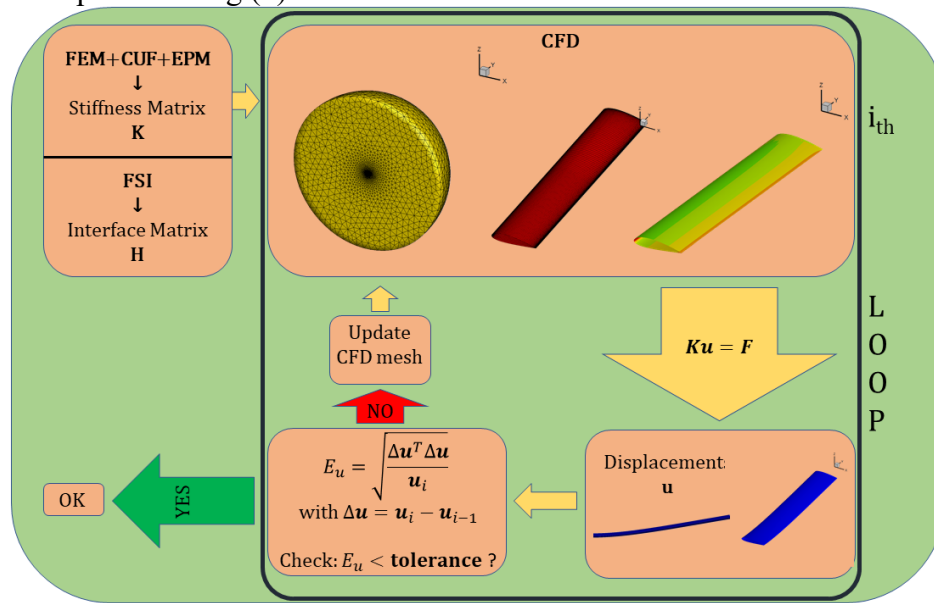 FEM+CUF+EPM
↓
Stiffness Matrix
K
FSI
↓
Interface Matrix
H
CFD
Z
Y
X
Z
Y
X
Z
Y
X
i_th
L
O
O
P
Ku = F
Displacement:
u
E_u = √(Δu^T Δu / u_i)
with Δu = u_i − u_{i−1}
Check: E_u < tolerance ?
NO
Update
CFD mesh
YES
OK